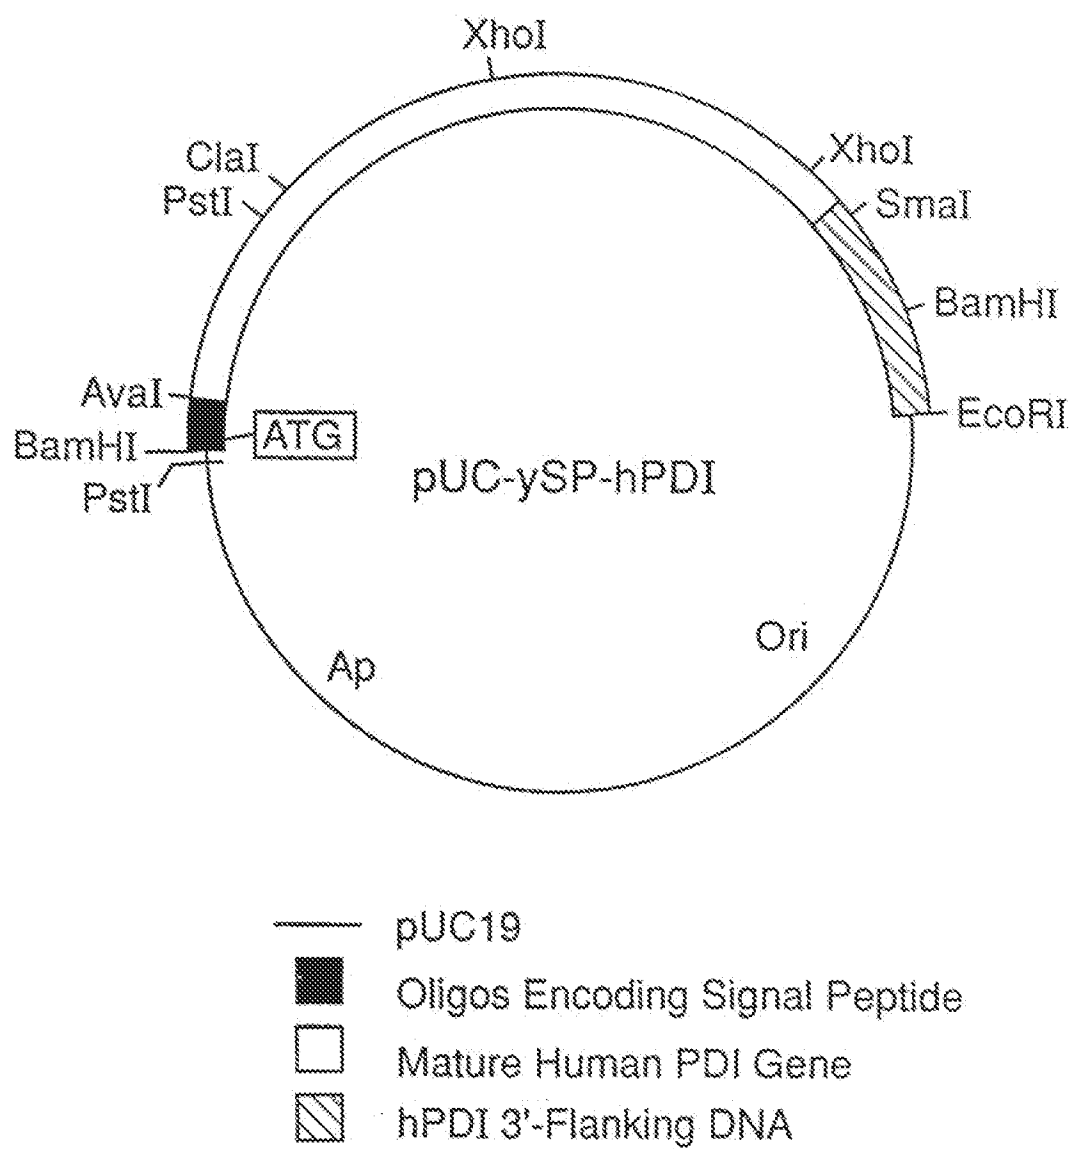 XhoI
XhoI
ClaI
PstI
SmaI
BamHI
AvaI
EcoRI
BamHI
ATG
PstI
pUC-ySP-hPDI
Ori
Ap
pUC19
Oligos Encoding Signal Peptide
Mature Human PDI Gene
hPDI 3'-Flanking DNA